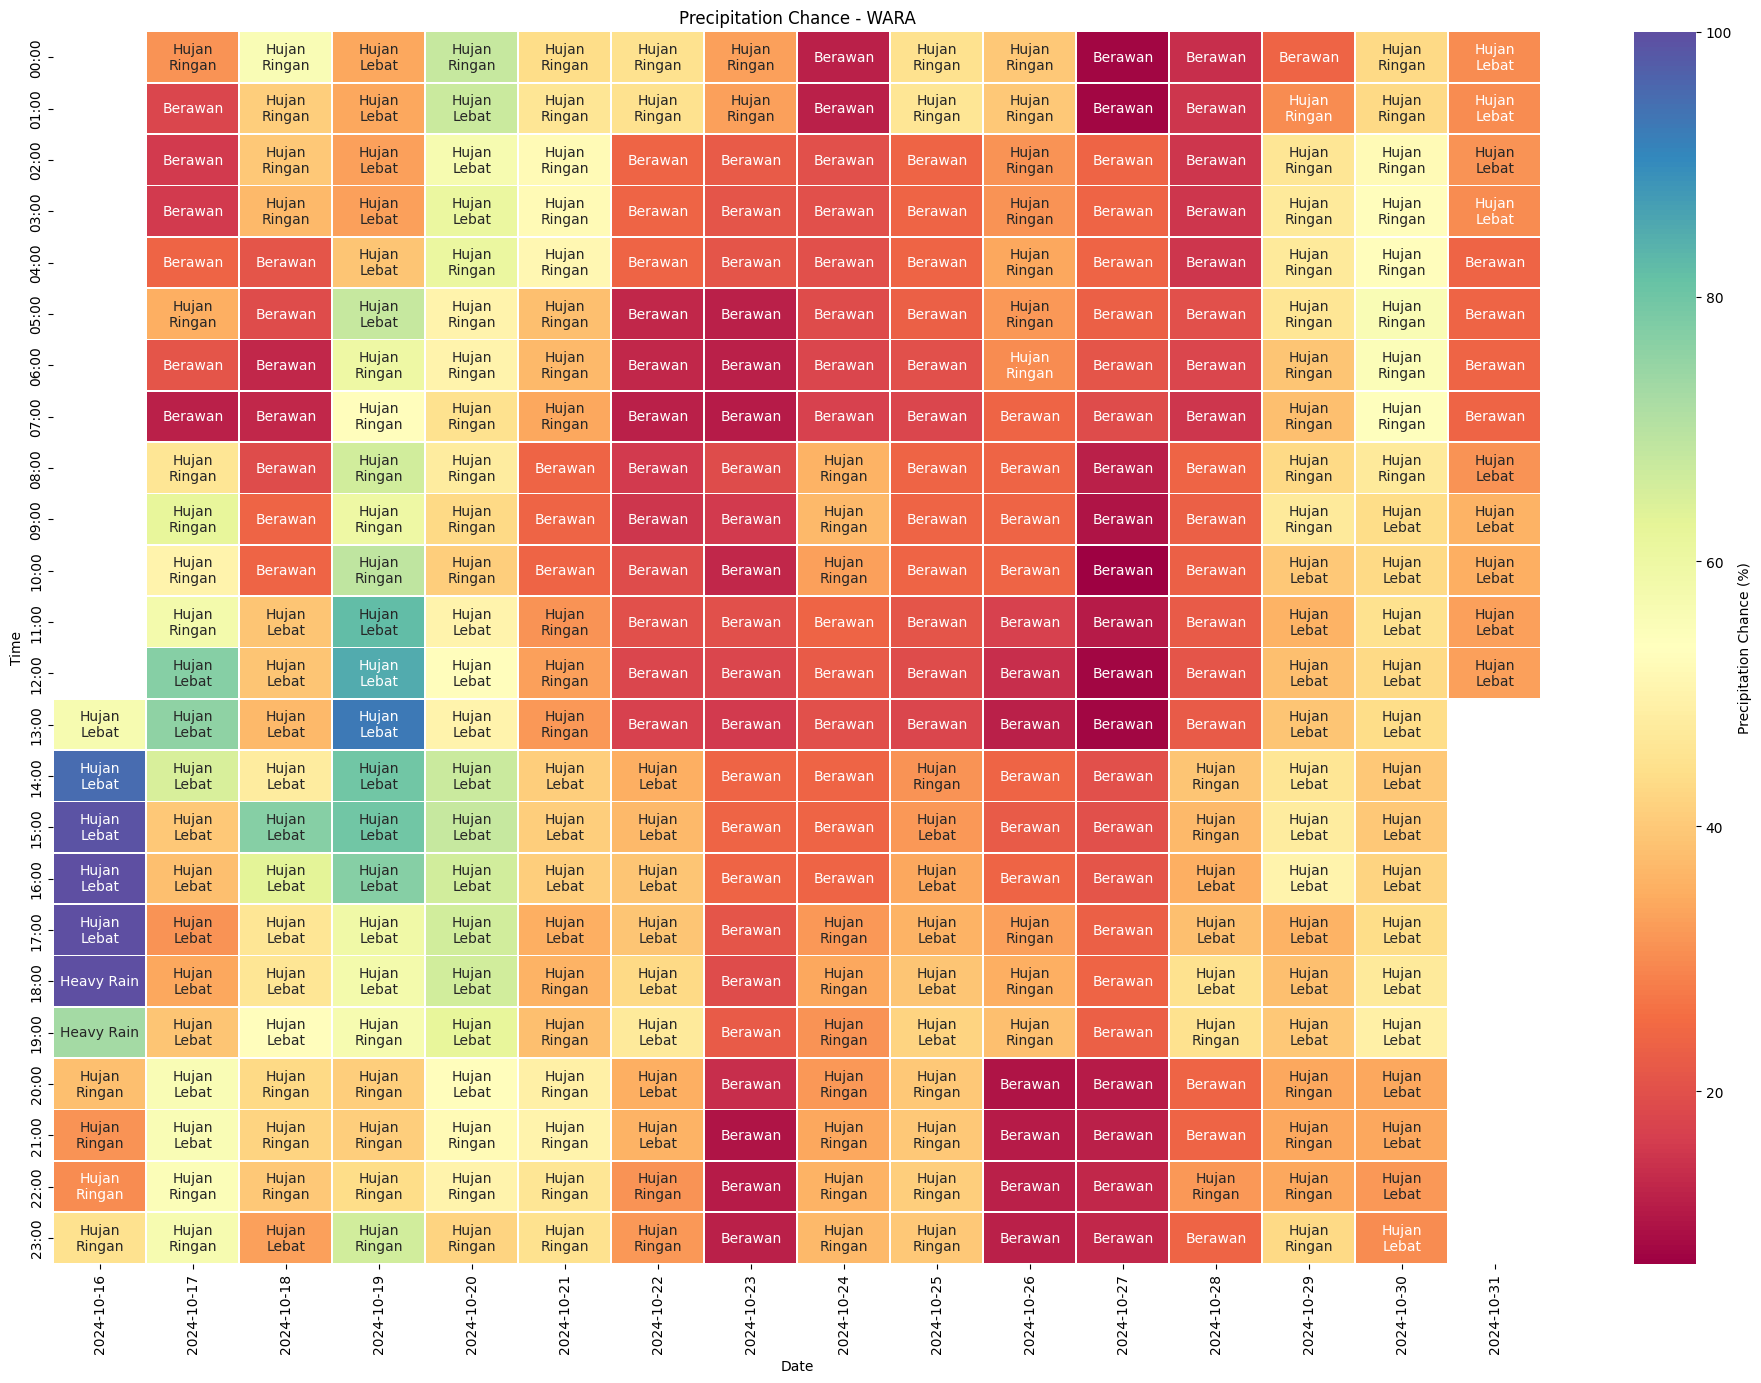 Precipitation Chance - WARA
00:00 Hujan Ringan Hujan Ringan Hujan Lebat Hujan Ringan Hujan Ringan Hujan Ringan Hujan Ringan Berawan Hujan Ringan Hujan Ringan Berawan Berawan Berawan Hujan Ringan Hujan Lebat
01:00 Berawan Hujan Ringan Hujan Lebat Hujan Lebat Hujan Ringan Hujan Ringan Hujan Ringan Berawan Hujan Ringan Hujan Ringan Berawan Berawan Hujan Ringan Hujan Ringan Hujan Lebat
02:00 Berawan Hujan Ringan Hujan Lebat Hujan Lebat Hujan Ringan Berawan Berawan Berawan Berawan Hujan Ringan Berawan Berawan Hujan Ringan Hujan Ringan Hujan Lebat
03:00 Berawan Hujan Ringan Hujan Lebat Hujan Lebat Hujan Ringan Berawan Berawan Berawan Berawan Hujan Ringan Berawan Berawan Hujan Ringan Hujan Ringan Hujan Lebat
04:00 Berawan Berawan Hujan Lebat Hujan Ringan Hujan Ringan Berawan Berawan Berawan Berawan Hujan Ringan Berawan Berawan Hujan Ringan Hujan Ringan Berawan
05:00 Hujan Ringan Berawan Hujan Lebat Hujan Ringan Hujan Ringan Berawan Berawan Berawan Berawan Hujan Ringan Berawan Berawan Hujan Ringan Hujan Ringan Berawan
06:00 Berawan Berawan Hujan Ringan Hujan Ringan Hujan Ringan Berawan Berawan Berawan Berawan Hujan Ringan Berawan Berawan Hujan Ringan Hujan Ringan Berawan
07:00 Berawan Berawan Hujan Ringan Hujan Ringan Hujan Ringan Berawan Berawan Berawan Berawan Berawan Berawan Berawan Hujan Ringan Hujan Ringan Berawan
08:00 Hujan Ringan Berawan Hujan Ringan Hujan Ringan Berawan Berawan Berawan Hujan Ringan Berawan Berawan Berawan Berawan Hujan Ringan Hujan Ringan Hujan Lebat
09:00 Hujan Ringan Berawan Hujan Ringan Hujan Ringan Berawan Berawan Berawan Hujan Ringan Berawan Berawan Berawan Berawan Hujan Ringan Hujan Lebat Hujan Lebat
10:00 Hujan Ringan Berawan Hujan Ringan Hujan Ringan Berawan Berawan Berawan Hujan Ringan Berawan Berawan Berawan Berawan Hujan Lebat Hujan Lebat Hujan Lebat
11:00 Hujan Ringan Hujan Lebat Hujan Lebat Hujan Lebat Hujan Ringan Berawan Berawan Berawan Berawan Berawan Berawan Berawan Hujan Lebat Hujan Lebat Hujan Lebat
12:00 Hujan Lebat Hujan Lebat Hujan Lebat Hujan Lebat Hujan Ringan Berawan Berawan Berawan Berawan Berawan Berawan Berawan Hujan Lebat Hujan Lebat Hujan Lebat
13:00 Hujan Lebat Hujan Lebat Hujan Lebat Hujan Lebat Hujan Lebat Hujan Ringan Berawan Berawan Berawan Berawan Berawan Berawan Berawan Hujan Lebat Hujan Lebat
14:00 Hujan Lebat Hujan Lebat Hujan Lebat Hujan Lebat Hujan Lebat Hujan Lebat Hujan Lebat Berawan Berawan Hujan Ringan Berawan Berawan Hujan Ringan Hujan Lebat Hujan Lebat
15:00 Hujan Lebat Hujan Lebat Hujan Lebat Hujan Lebat Hujan Lebat Hujan Lebat Hujan Lebat Berawan Berawan Hujan Lebat Berawan Berawan Hujan Ringan Hujan Lebat Hujan Lebat
16:00 Hujan Lebat Hujan Lebat Hujan Lebat Hujan Lebat Hujan Lebat Hujan Lebat Hujan Lebat Berawan Berawan Hujan Lebat Berawan Berawan Hujan Lebat Hujan Lebat Hujan Lebat
17:00 Hujan Lebat Hujan Lebat Hujan Lebat Hujan Lebat Hujan Lebat Hujan Lebat Hujan Lebat Berawan Hujan Ringan Hujan Lebat Hujan Ringan Berawan Hujan Lebat Hujan Lebat Hujan Lebat
18:00 Heavy Rain Hujan Lebat Hujan Lebat Hujan Lebat Hujan Lebat Hujan Ringan Hujan Lebat Berawan Hujan Ringan Hujan Lebat Hujan Ringan Berawan Hujan Lebat Hujan Lebat Hujan Lebat
19:00 Heavy Rain Hujan Lebat Hujan Lebat Hujan Ringan Hujan Lebat Hujan Ringan Hujan Lebat Berawan Hujan Ringan Hujan Lebat Hujan Ringan Berawan Hujan Ringan Hujan Lebat Hujan Lebat
20:00 Hujan Ringan Hujan Lebat Hujan Ringan Hujan Ringan Hujan Lebat Hujan Ringan Hujan Lebat Berawan Hujan Ringan Hujan Ringan Berawan Berawan Berawan Hujan Ringan Hujan Lebat
21:00 Hujan Ringan Hujan Lebat Hujan Ringan Hujan Ringan Hujan Ringan Hujan Ringan Hujan Lebat Berawan Hujan Ringan Hujan Ringan Berawan Berawan Berawan Hujan Ringan Hujan Lebat
22:00 Hujan Ringan Hujan Ringan Hujan Ringan Hujan Ringan Hujan Ringan Hujan Ringan Hujan Ringan Berawan Hujan Ringan Hujan Ringan Berawan Berawan Hujan Ringan Hujan Ringan Hujan Lebat
23:00 Hujan Ringan Hujan Ringan Hujan Lebat Hujan Ringan Hujan Ringan Hujan Ringan Hujan Ringan Berawan Hujan Ringan Hujan Ringan Berawan Berawan Berawan Hujan Ringan Hujan Lebat
Time
2024-10-16 2024-10-17 2024-10-18 2024-10-19 2024-10-20 2024-10-21 2024-10-22 2024-10-23 2024-10-24 2024-10-25 2024-10-26 2024-10-27 2024-10-28 2024-10-29 2024-10-30 2024-10-31
Date
100
80
60
40
20
Precipitation Chance (%)